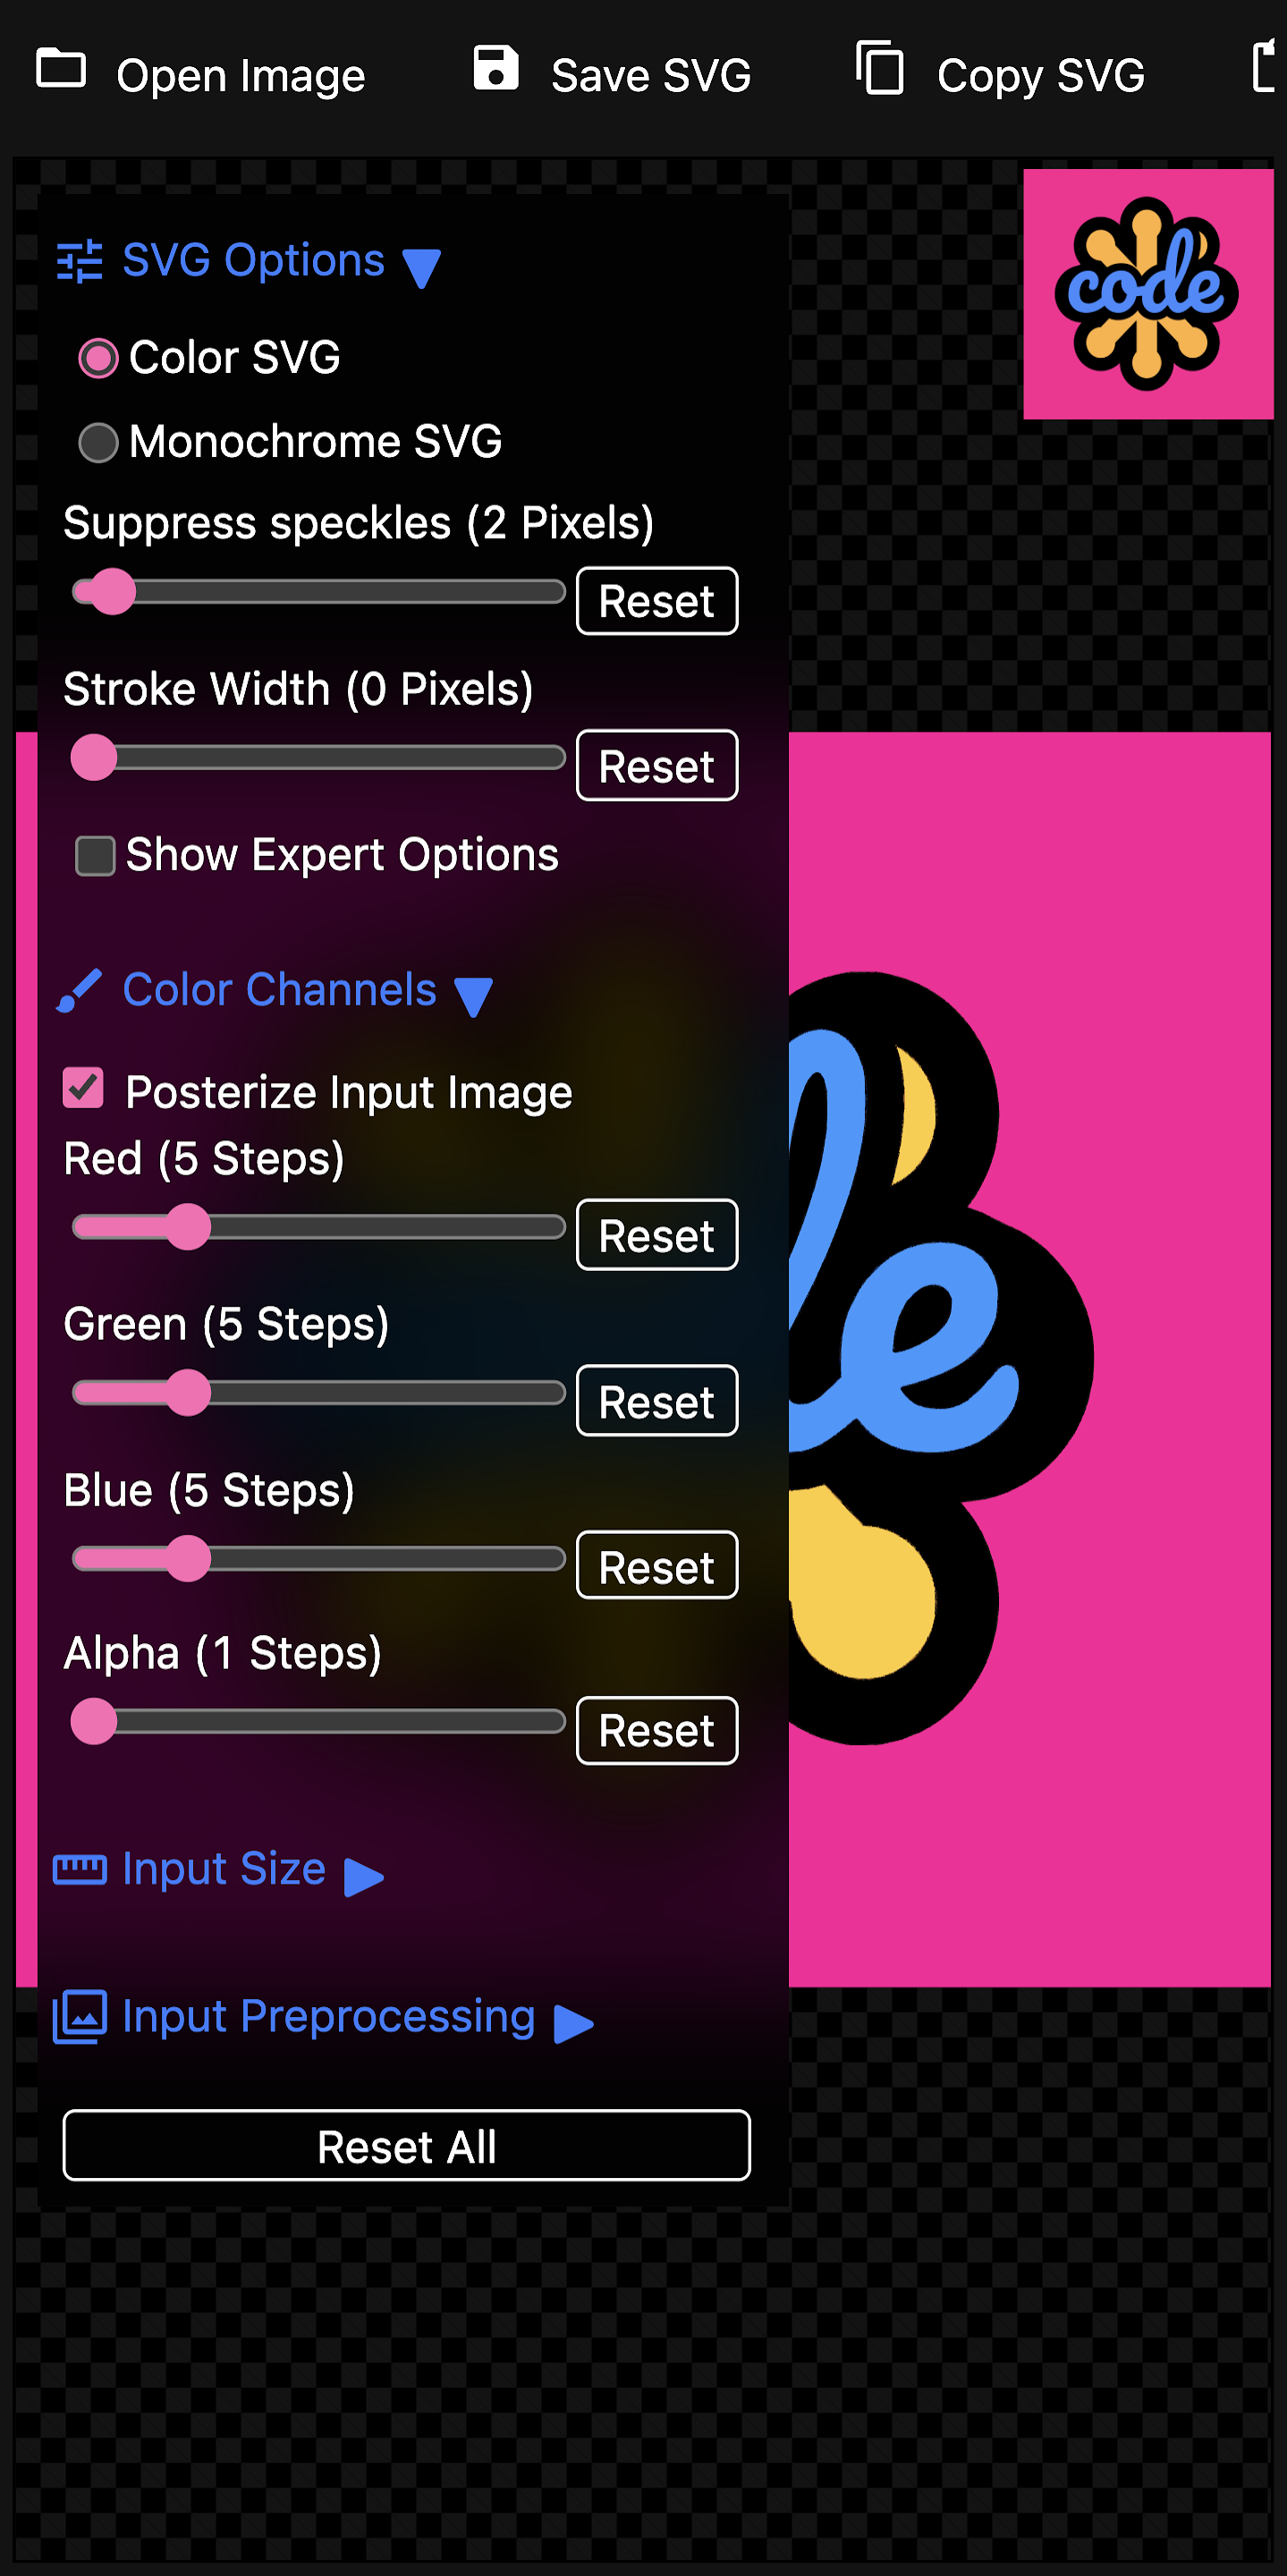 Open Image Save SVG Copy SVG
SVG Options
code
Color SVG
Monochrome SVG
Suppress speckles (2 Pixels)
Reset
Stroke Width (0 Pixels)
Reset
Show Expert Options
Color Channels
Posterize Input Image
Red (5 Steps)
Reset
Green (5 Steps)
Reset
le
Blue (5 Steps)
Reset
Alpha (1 Steps)
Reset
Input Size
Input Preprocessing
Reset All